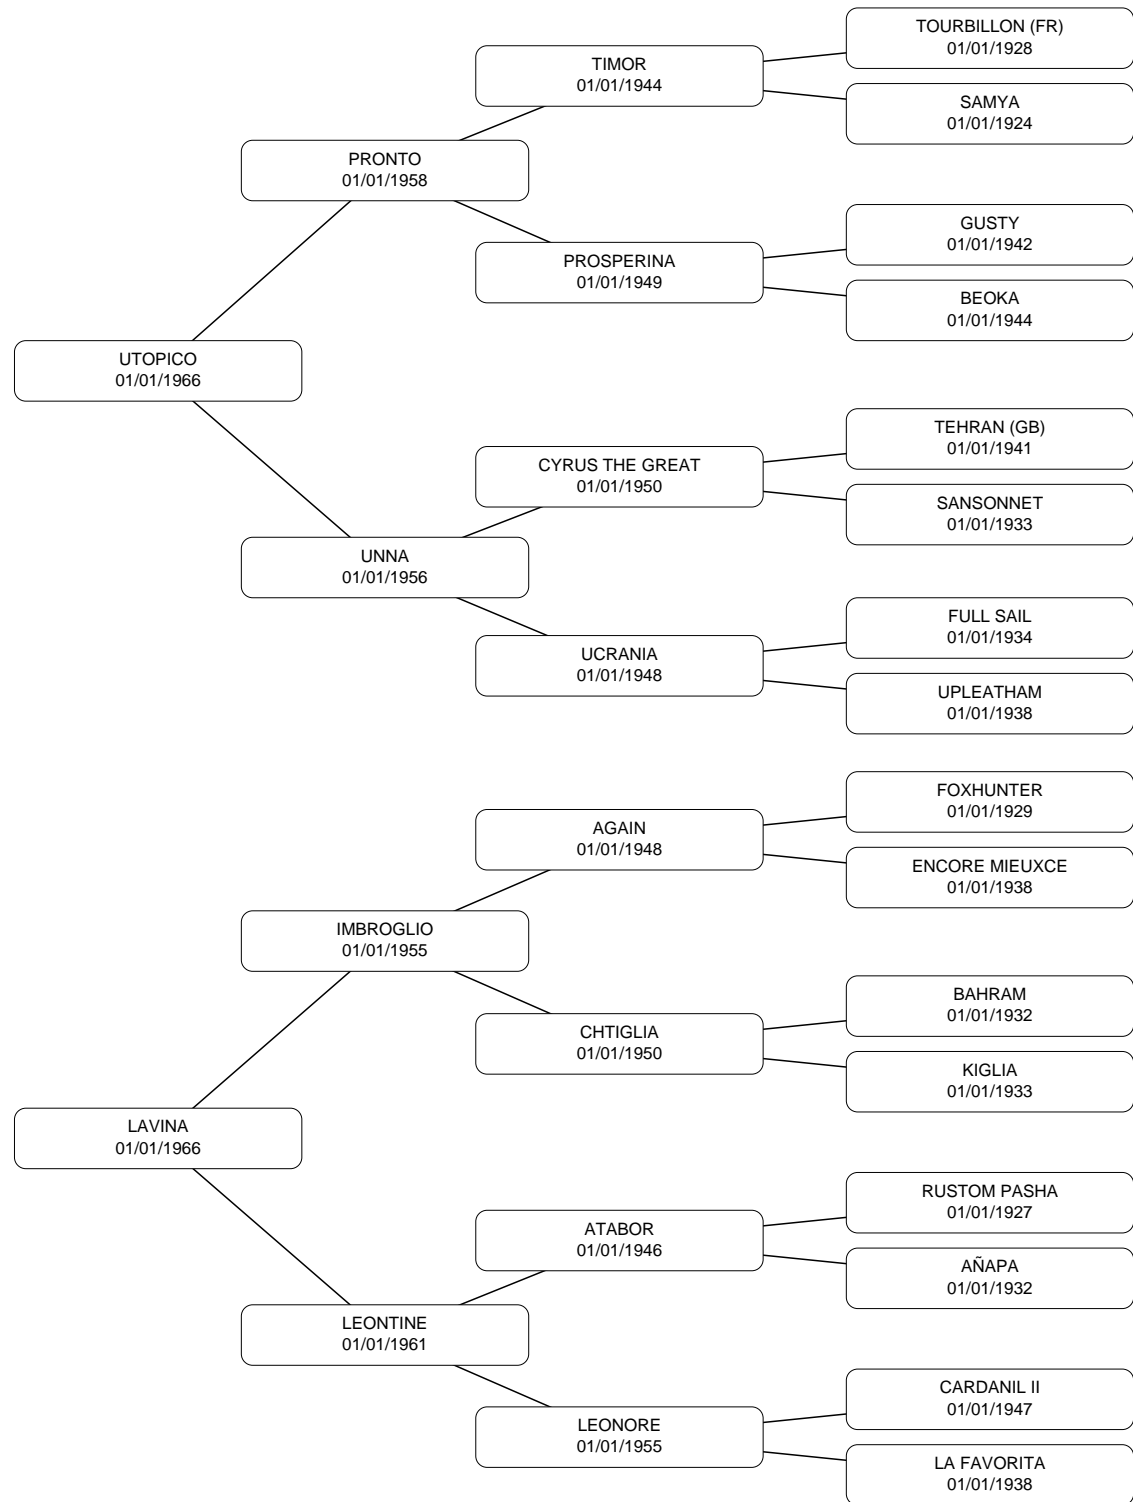 TOURBILLON (FR)
01/01/1928
TIMOR
01/01/1944
SAMYA
01/01/1924
PRONTO
01/01/1958
GUSTY
01/01/1942
PROSPERINA
01/01/1949
BEOKA
01/01/1944
UTOPICO
01/01/1966
TEHRAN (GB)
01/01/1941
CYRUS THE GREAT
01/01/1950
SANSONNET
01/01/1933
UNNA
01/01/1956
FULL SAIL
01/01/1934
UCRANIA
01/01/1948
UPLEATHAM
01/01/1938
FOXHUNTER
01/01/1929
AGAIN
01/01/1948
ENCORE MIEUXCE
01/01/1938
IMBROGLIO
01/01/1955
BAHRAM
01/01/1932
CHTIGLIA
01/01/1950
KIGLIA
01/01/1933
LAVINA
01/01/1966
RUSTOM PASHA
01/01/1927
ATABOR
01/01/1946
AÑAPA
01/01/1932
LEONTINE
01/01/1961
CARDANIL II
01/01/1947
LEONORE
01/01/1955
LA FAVORITA
01/01/1938